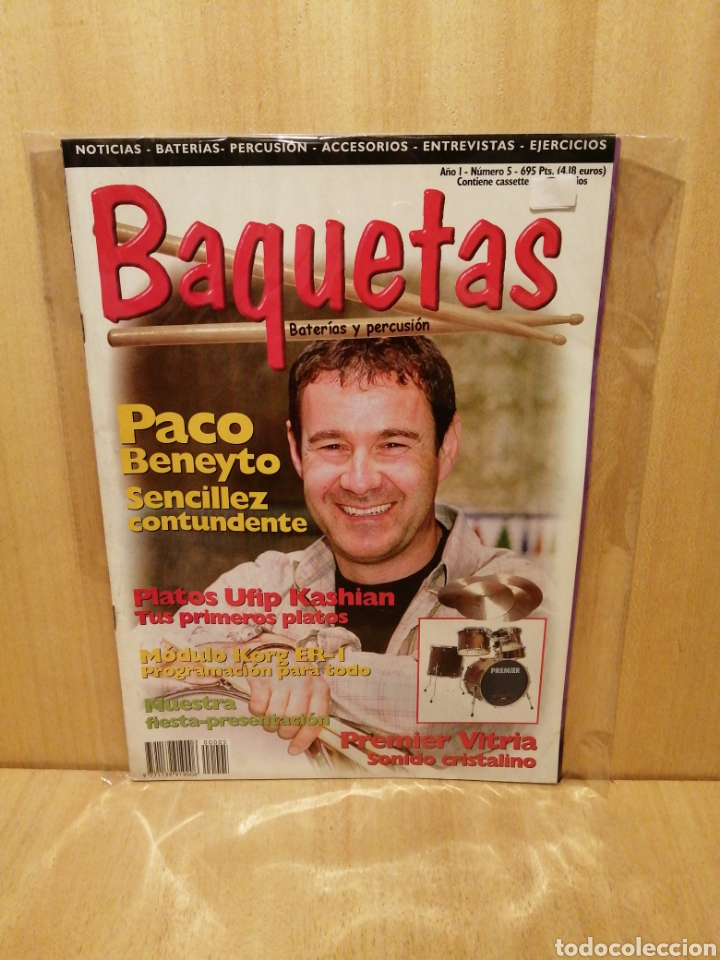 NOTICIAS - BATERÍAS- PERCUSIÓN - ACCESORIOS - ENTREVISTAS - EJERCICIOS
Año 1 - Número 5 - 695 Pts. (4,18 euros)
Contiene cassette
Baquetas
Baterías y percusión
Paco
Beneyto
Sencillez
contundente
Platos Ufip Kashian
Tus primeros platos
Módulo Korg ER-1
Programación para todo
Nuestra
fiesta-presentación
PREMIER
Premier Vitria
Sonido cristalino
00005
todocoleccion